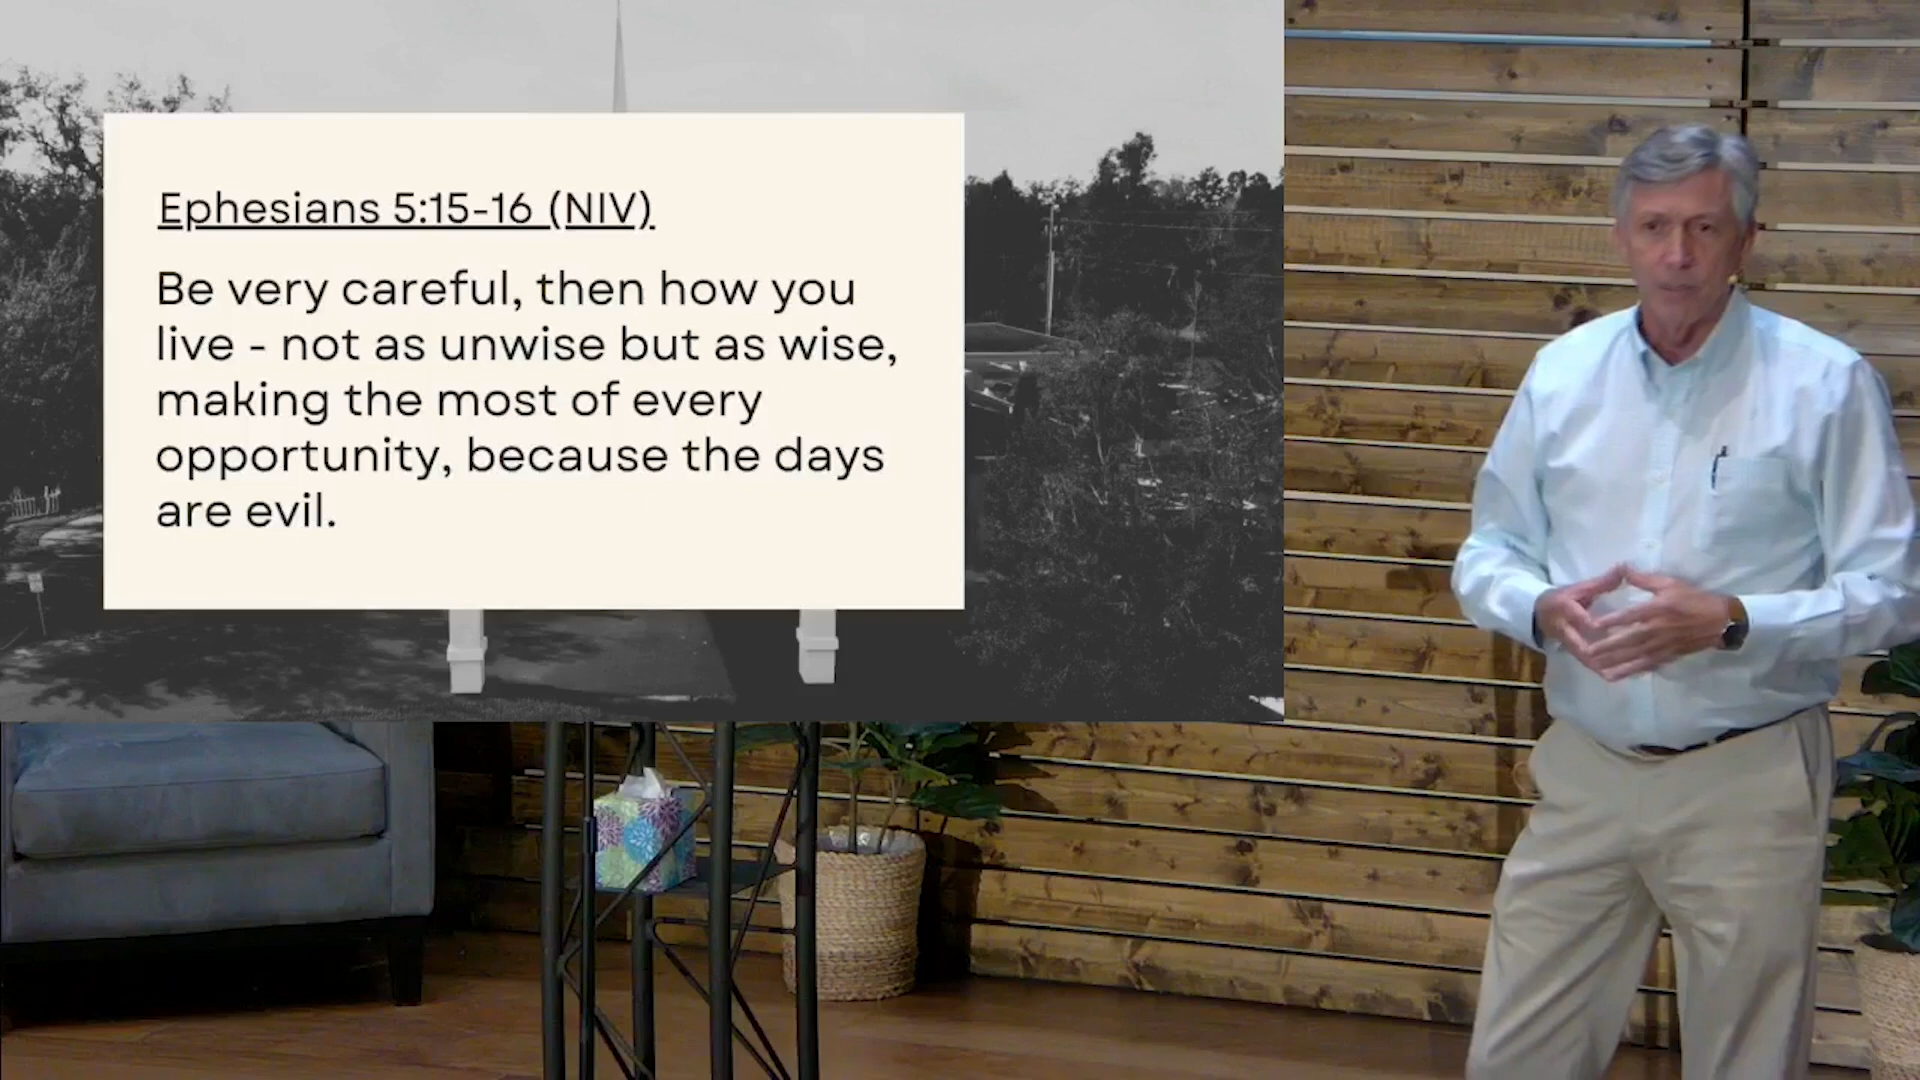 Ephesians 5:15-16 (NIV)
Be very careful, then how you
live - not as unwise but as wise,
making the most of every
opportunity, because the days
are evil.